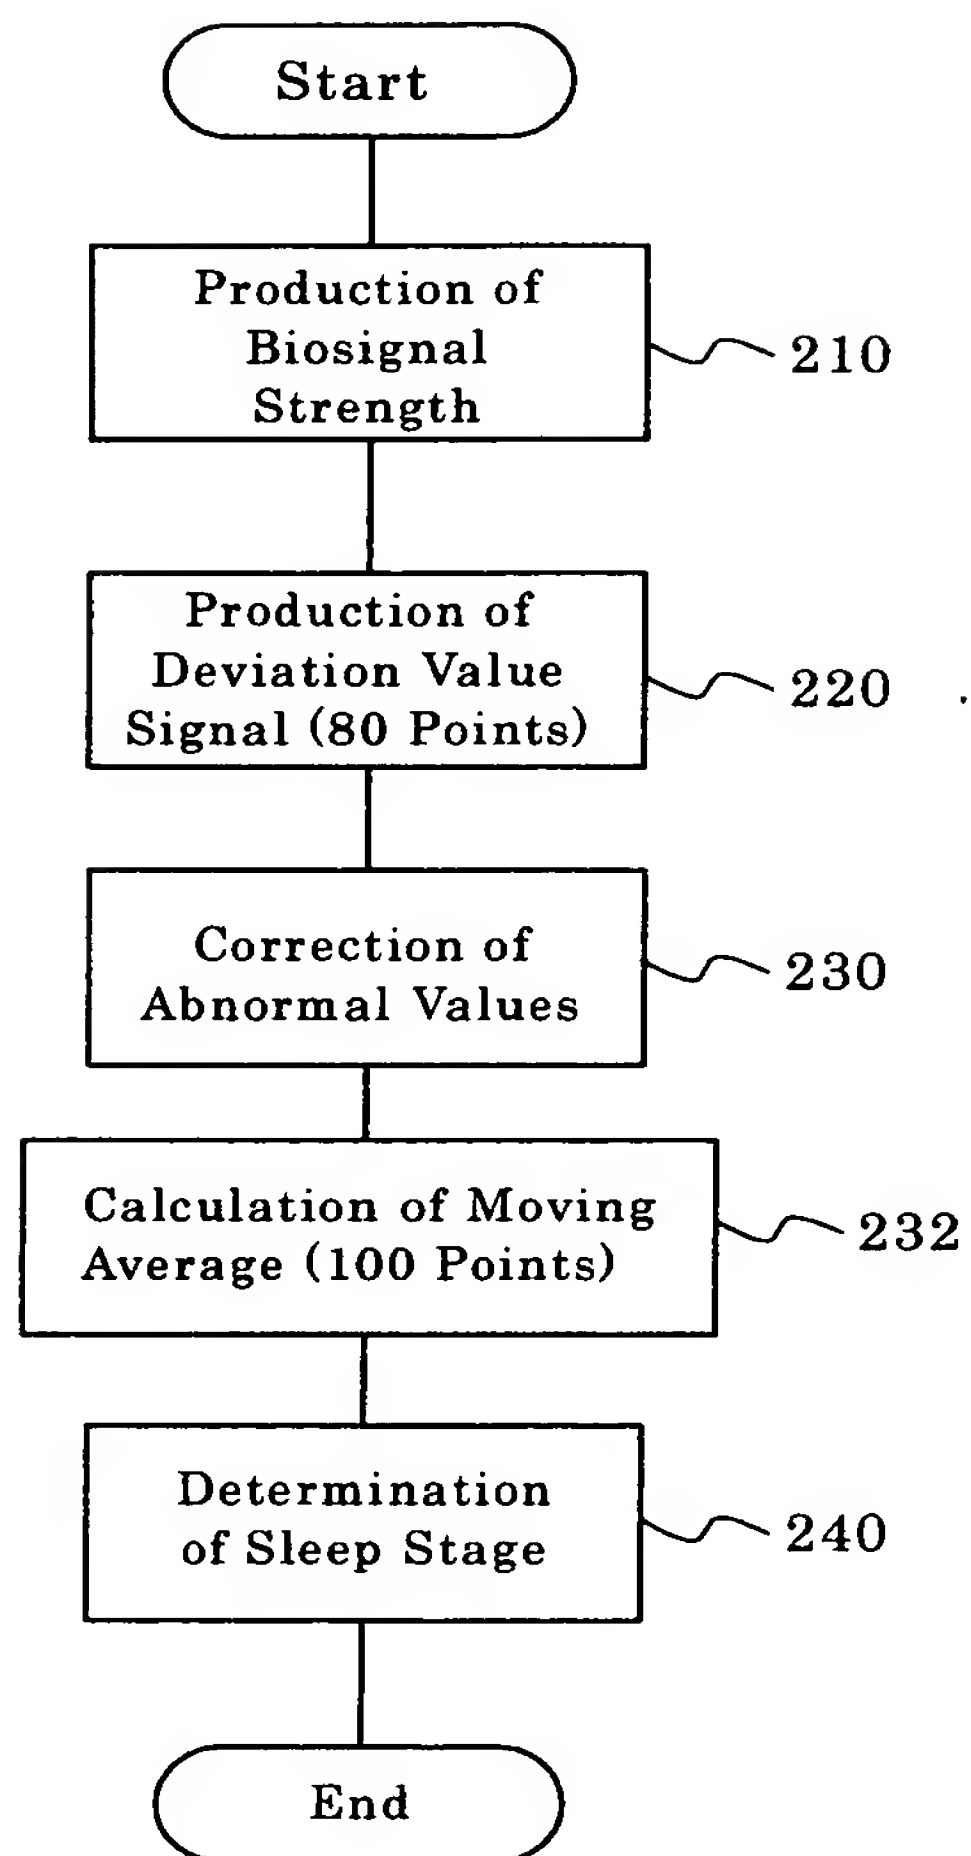 Start
Production of
Biosignal
Strength
210
Production of
Deviation Value
Signal (80 Points)
220
Correction of
Abnormal Values
230
Calculation of Moving
Average (100 Points)
232
Determination
of Sleep Stage
240
End